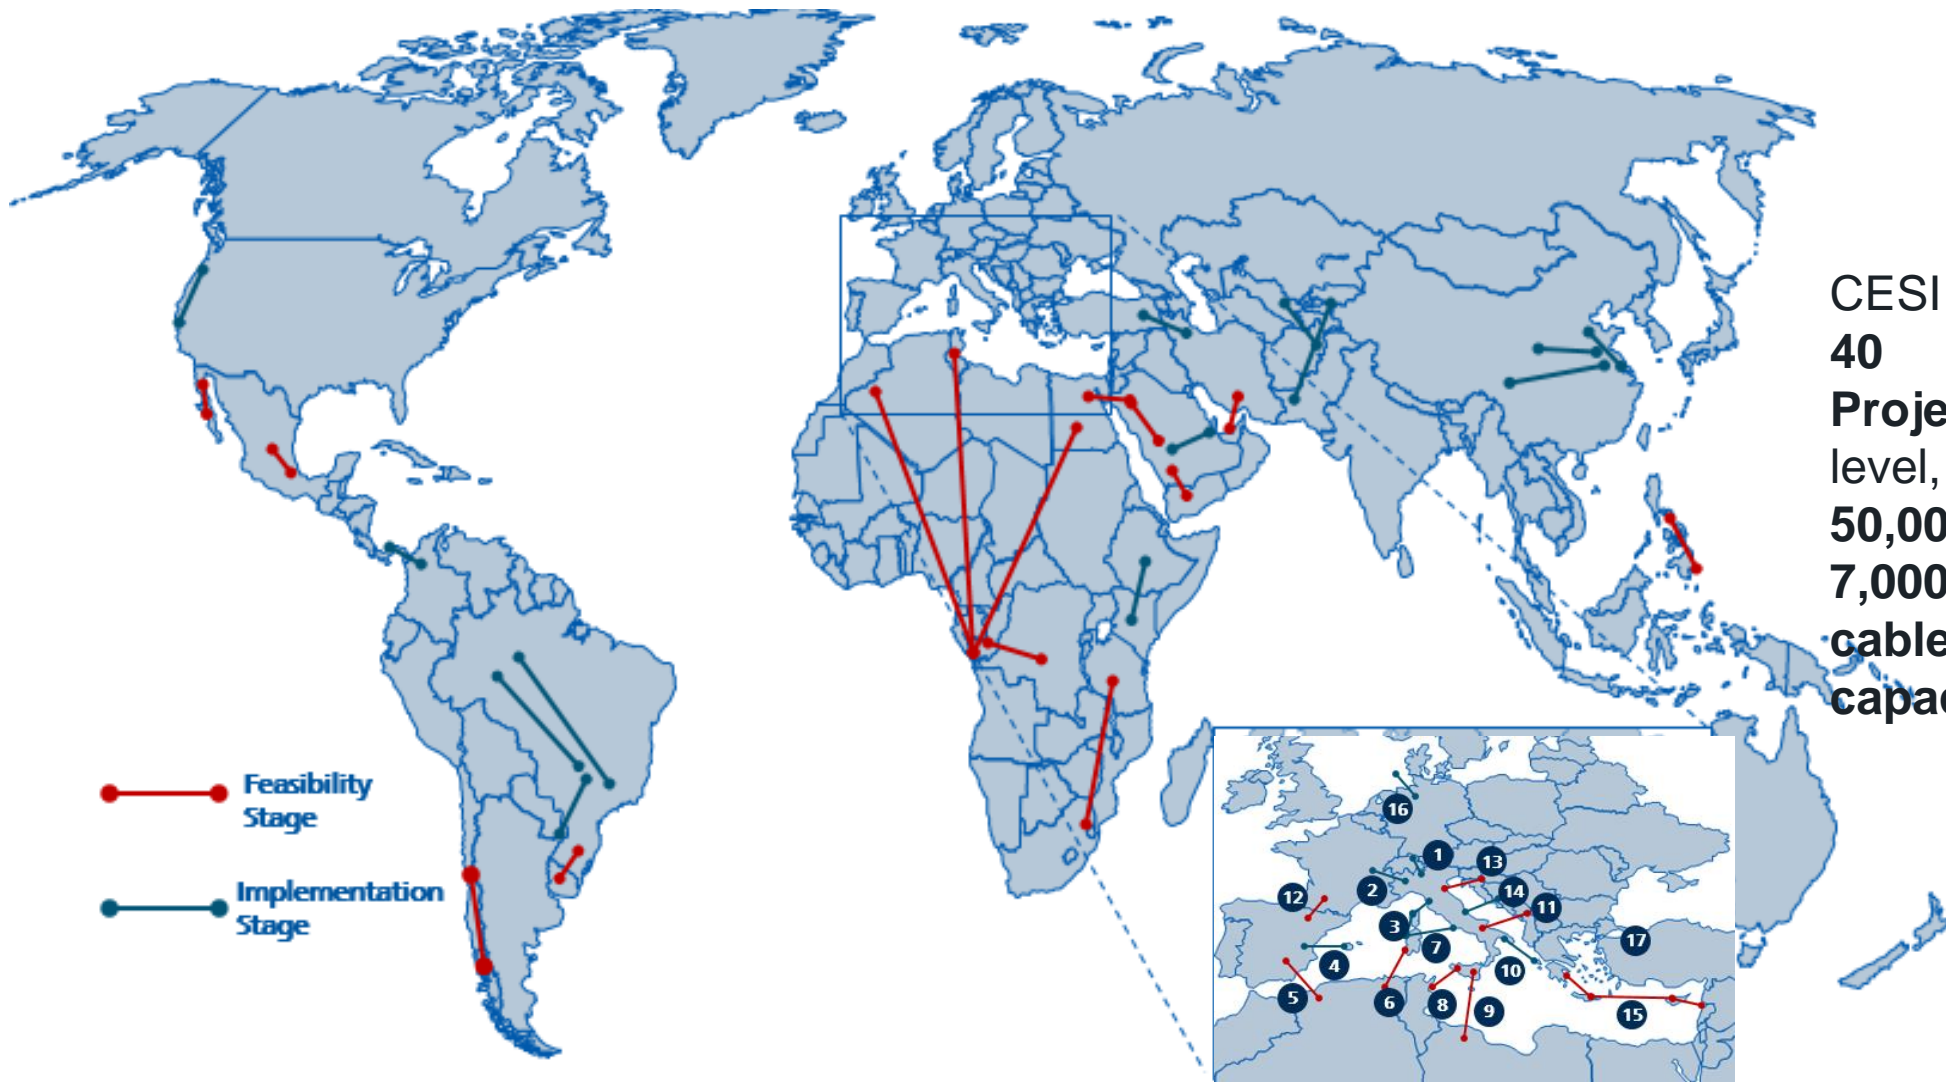 CESI
40
Proje
level,
50,00
7,000
cable
capac
Feasibility
Stage
Implementation
Stage
16
1
13
2
14
12
11
3
7
17
4
10
5
6
8
9
15